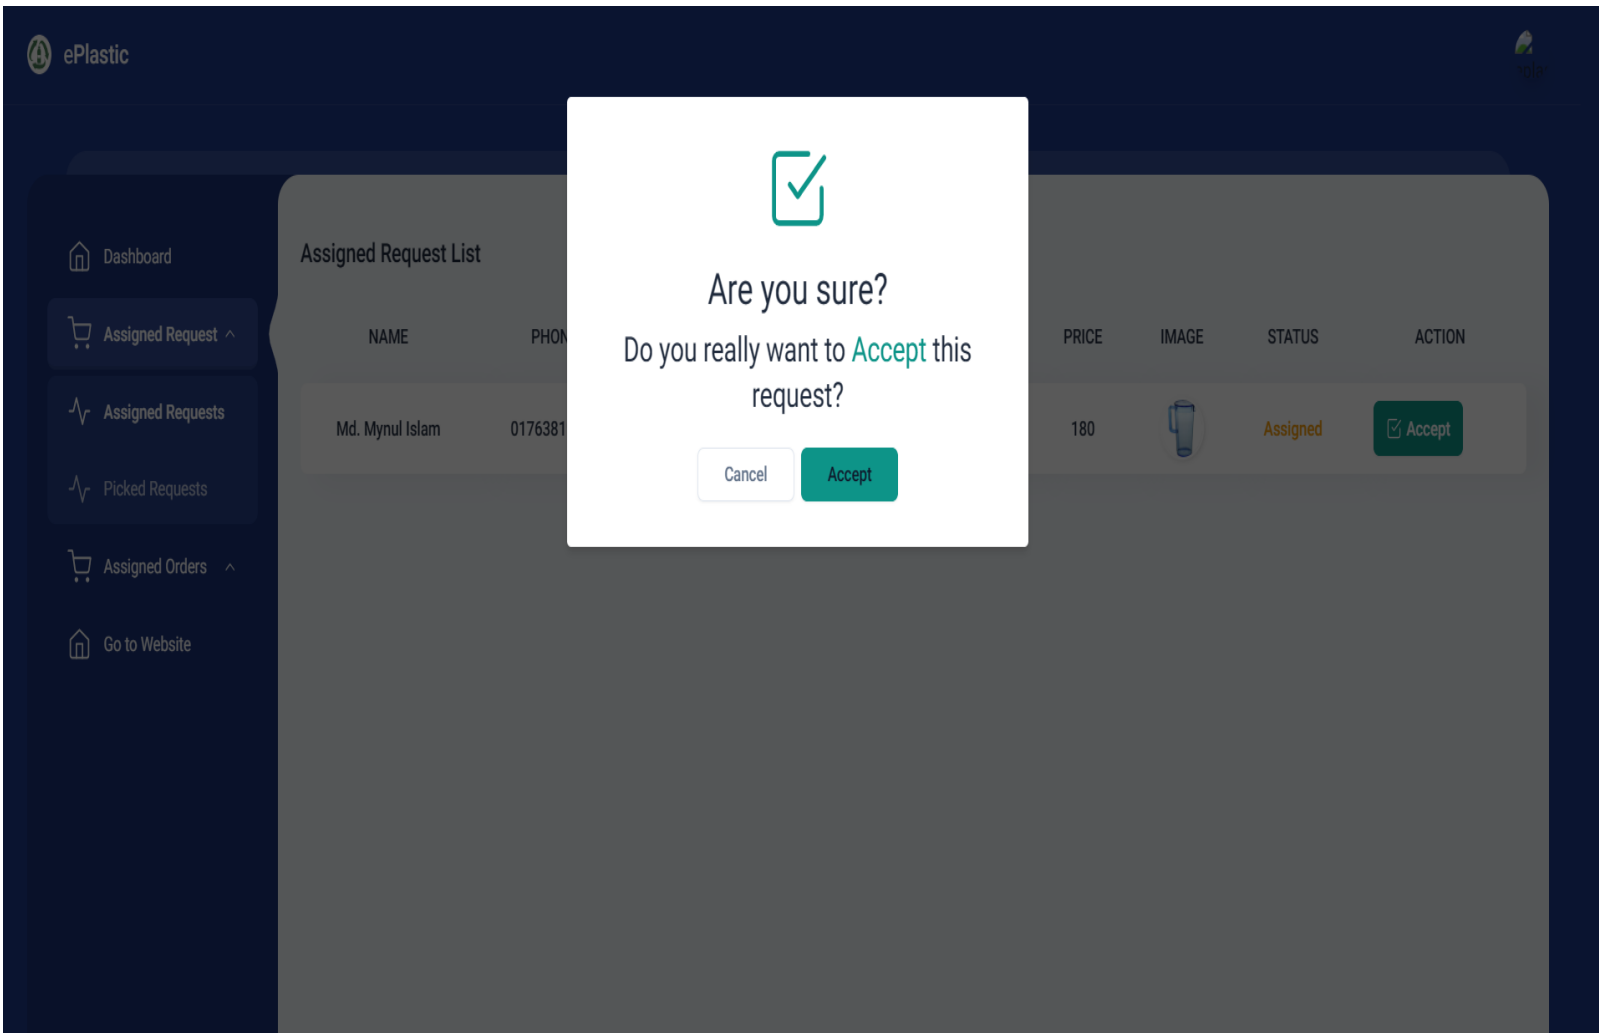 ePlastic
Dashboard
Assigned Request
Assigned Requests
Picked Requests
Assigned Orders
Go to Website
Assigned Request List
NAME PHON PRICE IMAGE STATUS ACTION
Md. Mynul Islam 0176381 180 Assigned Accept
Are you sure?
Do you really want to Accept this
request?
Cancel Accept